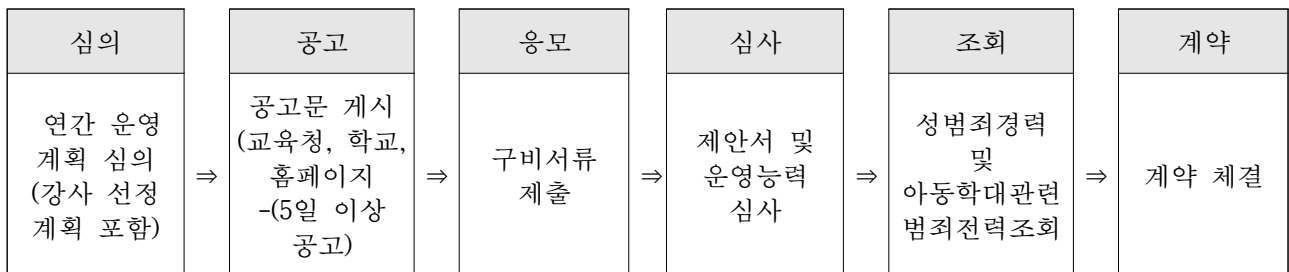 심의
연간 운영
계획 심의
(강사 선정
계획 포함)
⇒
공고
공고문 게시
(교육청, 학교,
홈페이지
-(5일 이상
공고)
⇒
응모
구비서류
제출
⇒
심사
제안서 및
운영능력
심사
⇒
조회
성범죄경력
및
아동학대관련
범죄전력조회
⇒
계약
계약 체결